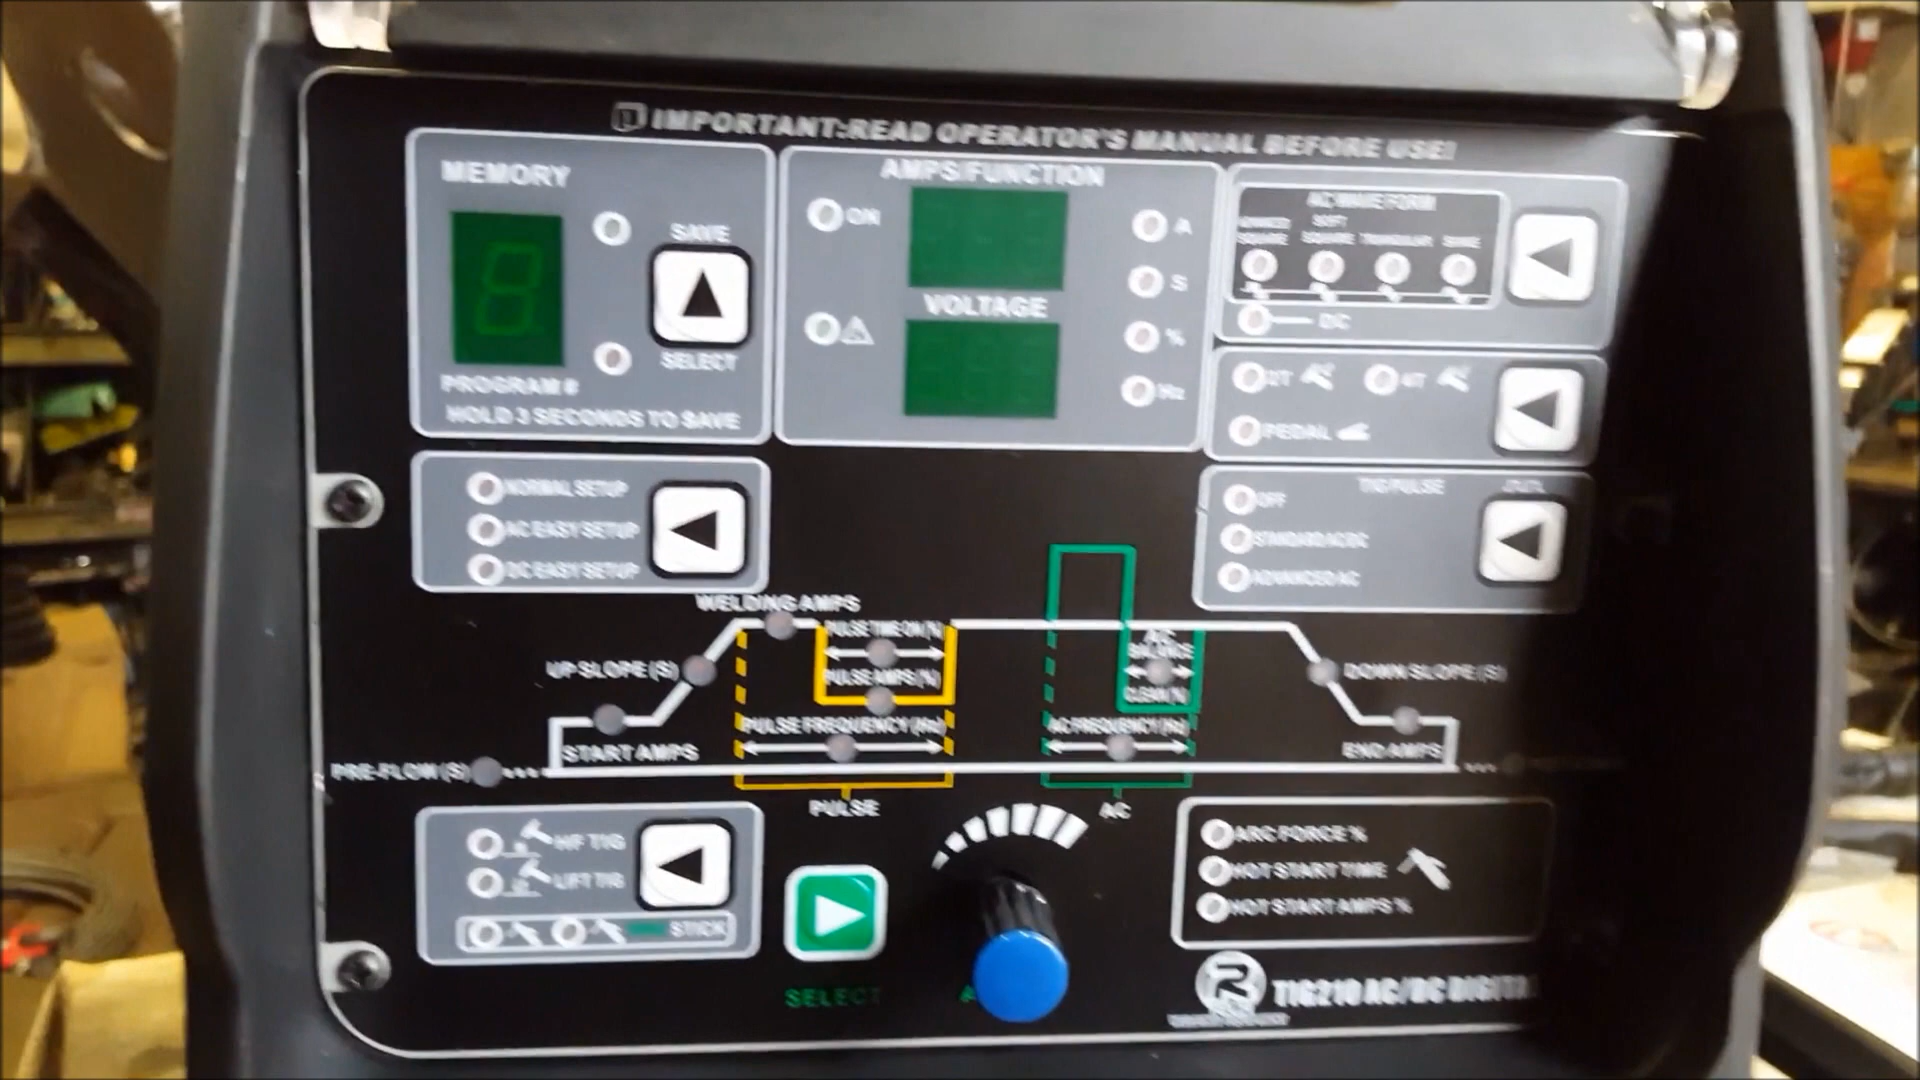 IMPORTANT:READ OPERATOR'S MANUAL BEFORE USE!
MEMORY
SAVE
SELECT
PROGRAM #
HOLD 3 SECONDS TO SAVE
AMPS/FUNCTION
ON
VOLTAGE
A
S
%
Hz
AC WAVE FORM
ADVANCED SQUARE
SOFT SQUARE
TRIANGULAR
SINE
DC
2T
4T
PEDAL
NORMAL SETUP
AC EASY SETUP
DC EASY SETUP
TIG PULSE
OFF
STANDARD AC/DC
ADVANCED AC
WELDING AMPS
UP SLOPE (S)
START AMPS
PRE-FLOW (S)
PULSE TIME ON (%)
PULSE AMPS (%)
PULSE FREQUENCY (Hz)
PULSE
AC BALANCE
CLEAN (%)
AC FREQUENCY (Hz)
AC
DOWN SLOPE (S)
END AMPS
HF TIG
LIFT TIG
STICK
SELECT
A
ARC FORCE %
HOT START TIME
HOT START AMPS %
R
TIG210 AC/DC DIGITAL